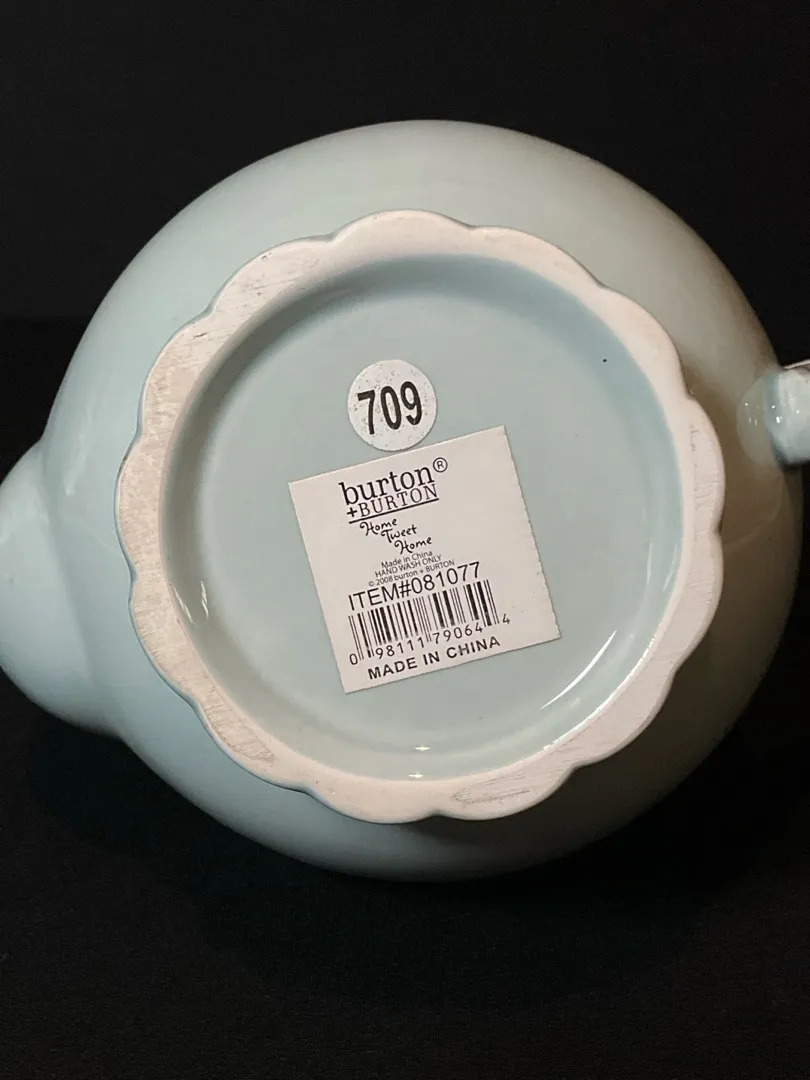 709
burton®
+BURTON
Home
Tweet
Home
Made in China
HAND WASH ONLY
© 2008 burton + BURTON
ITEM#081077
0 98111 79064 4
MADE IN CHINA